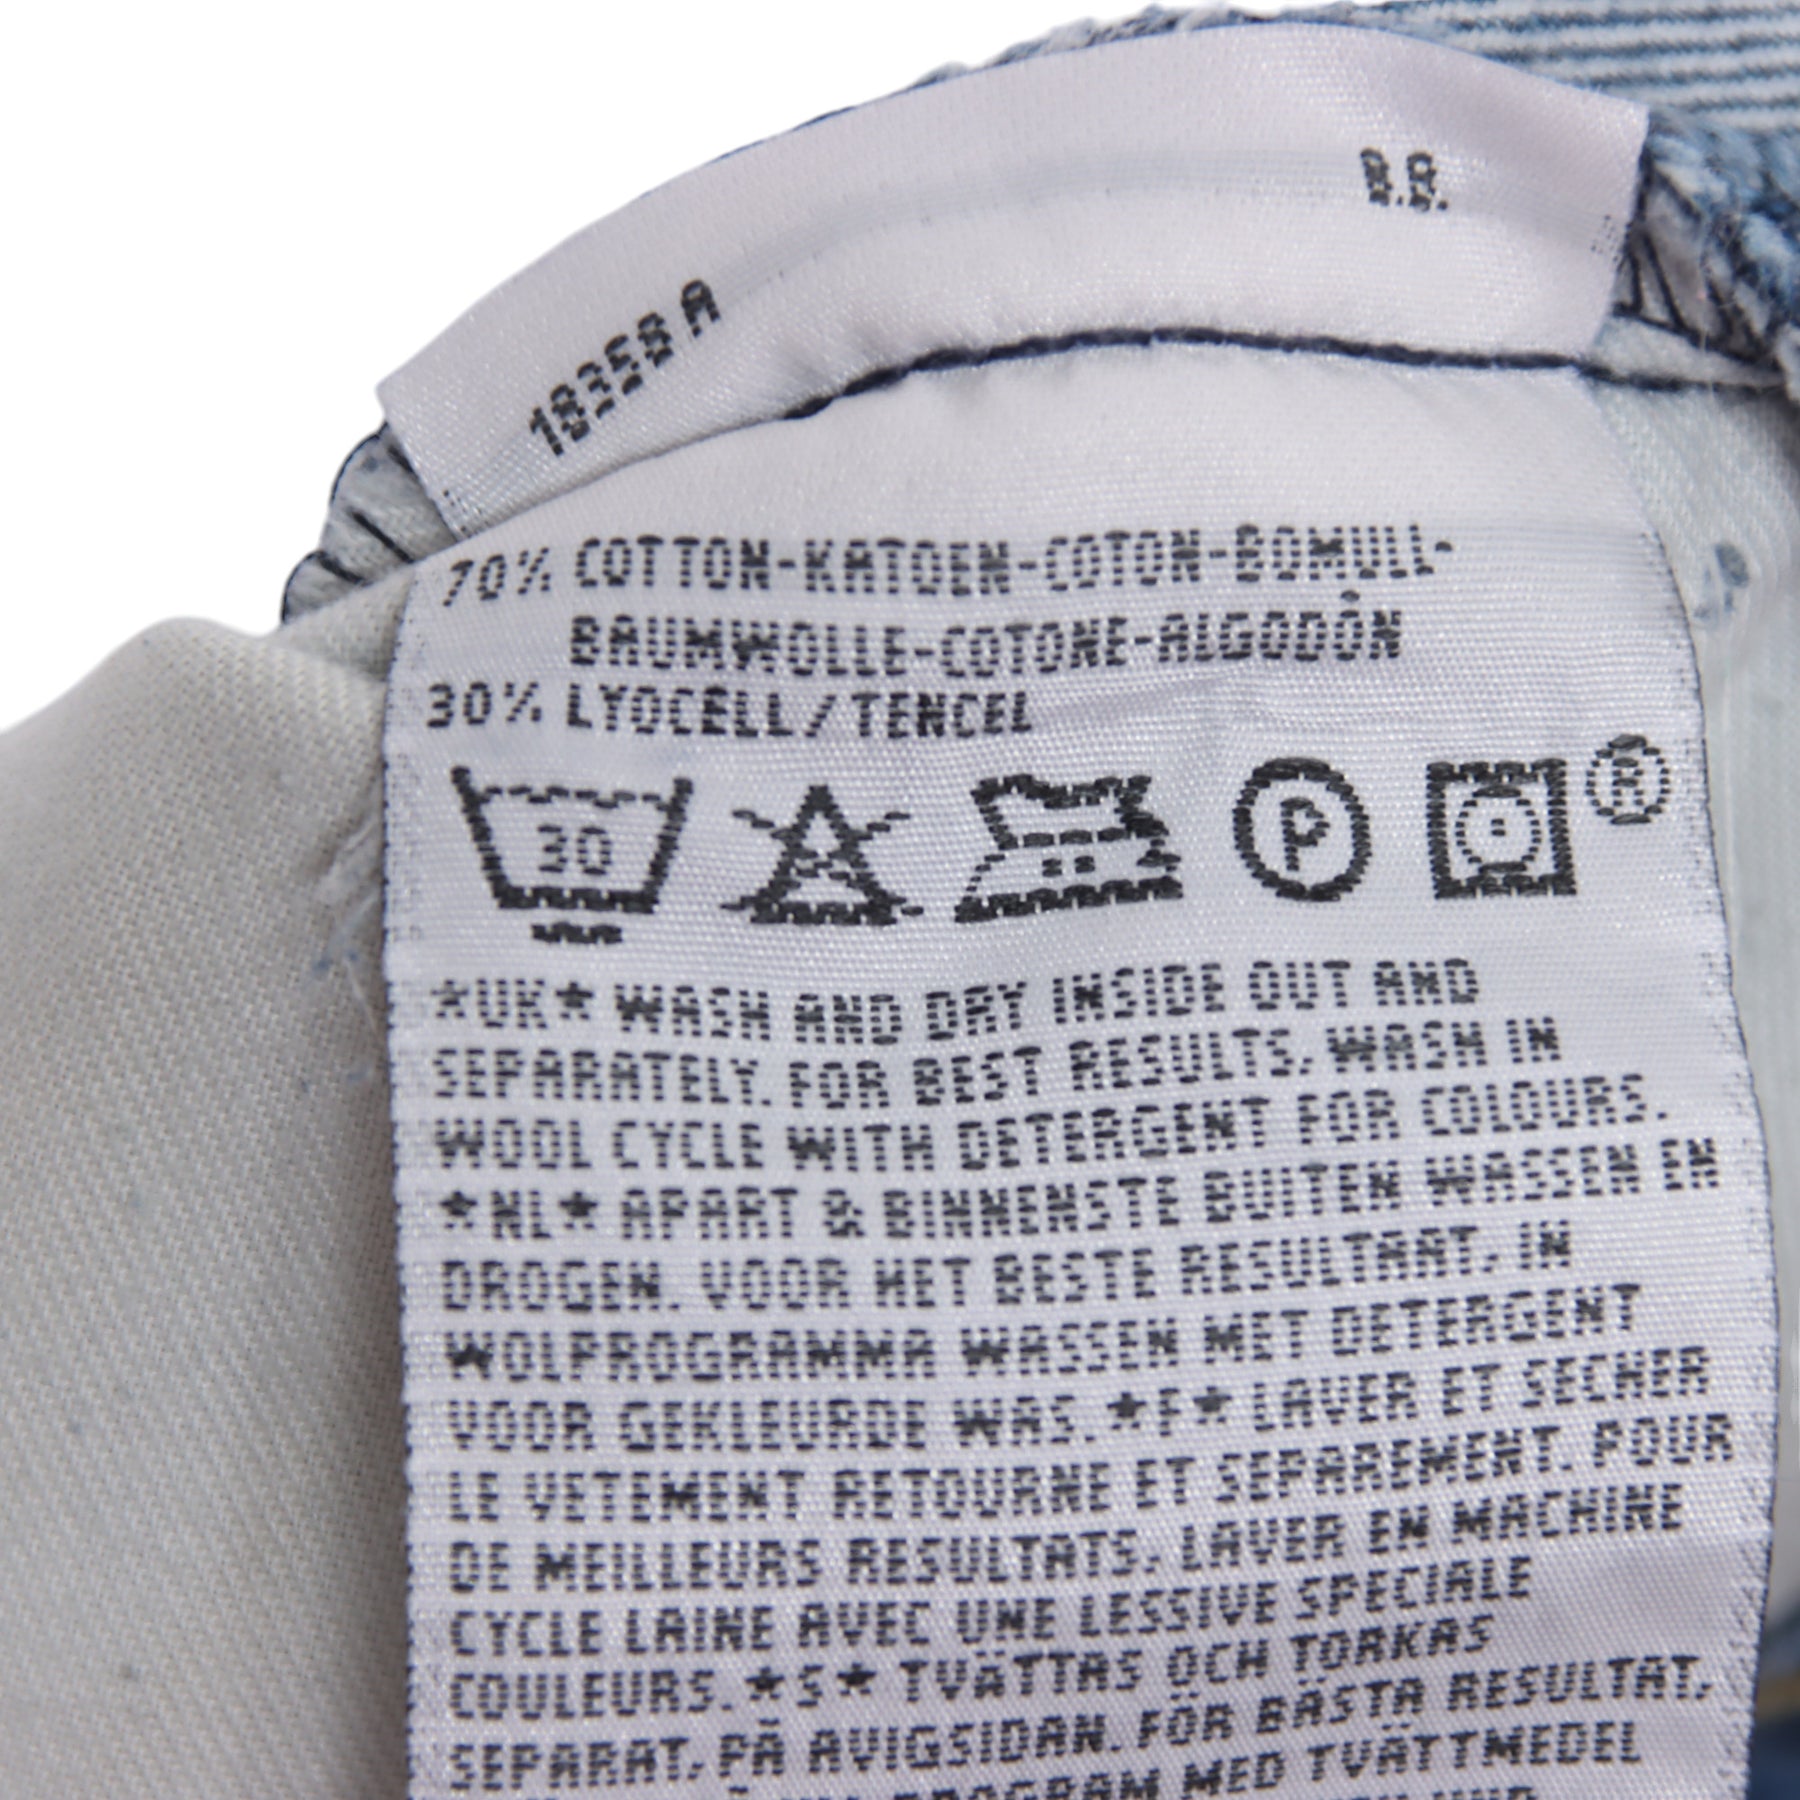 B.B.
18358 A
70% COTTON-KATOEN-COTON-BOMULL-
BAUMWOLLE-COTONE-ALGODÓN
30% LYOCELL/TENCEL
30 P ®
*UK* WASH AND DRY INSIDE OUT AND
SEPARATELY. FOR BEST RESULTS, WASH IN
WOOL CYCLE WITH DETERGENT FOR COLOURS.
*NL* APART & BINNENSTE BUITEN WASSEN EN
DROGEN. VOOR HET BESTE RESULTAAT, IN
WOLPROGRAMMA WASSEN MET DETERGENT
VOOR GEKLEURDE WAS. *F* LAVER ET SECHER
LE VETEMENT RETOURNE ET SEPAREMENT. POUR
DE MEILLEURS RESULTATS, LAVER EN MACHINE
CYCLE LAINE AVEC UNE LESSIVE SPECIALE
COULEURS. *S* TVÄTTAS OCH TORKAS
SEPARAT, PÅ AVIGSIDAN. FÖR BÄSTA RESULTAT,
PROGRAM MED TVÄTTMEDEL